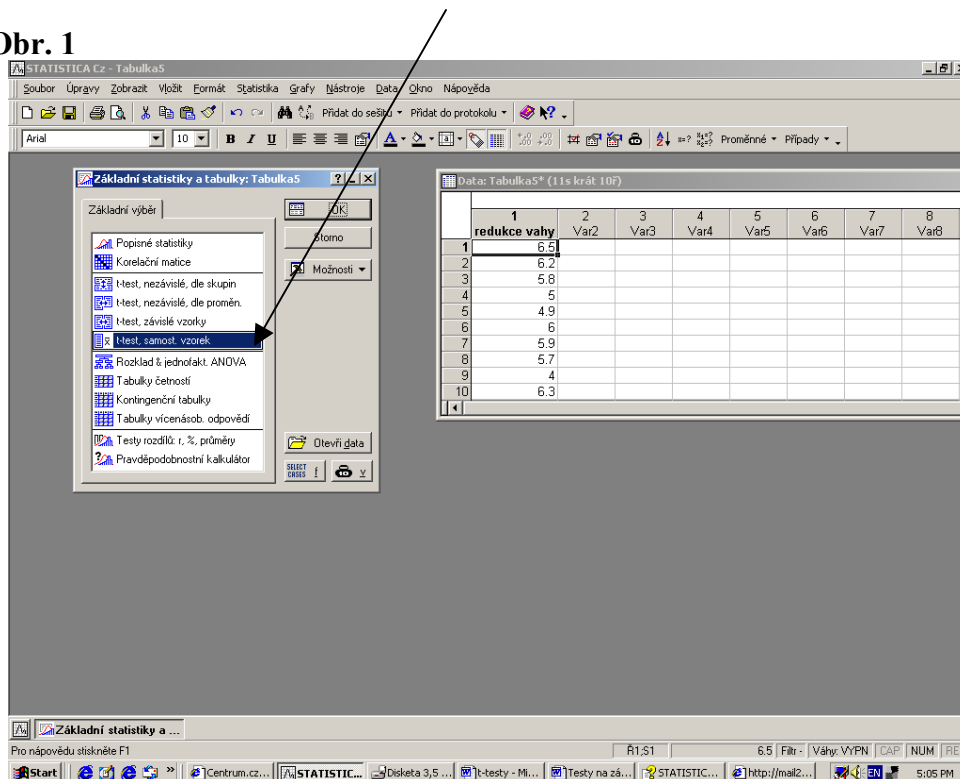 Obr. 1
STATISTICA Cz - Tabulka5
Soubor Úpravy Zobrazit Vložit Formát Statistika Grafy Nástroje Data Okno Nápověda
Přidat do sešitu Přidat do protokolu
Arial 10 B I U Proměnné Případy
Základní statistiky a tabulky: Tabulka5
Základní výběr
OK
Storno
Možnosti
Popisné statistiky
Korelační matice
t-test, nezávislé, dle skupin
t-test, nezávislé, dle proměn.
t-test, závislé vzorky
t-test, samost. vzorek
Rozklad & jednofakt. ANOVA
Tabulky četností
Kontingenční tabulky
Tabulky vícenásob. odpovědí
Testy rozdílů: r, %, průměry
Pravděpodobnostní kalkulátor
Otevři data
SELECT CASES
Data: Tabulka5* (11s krát 10ř)
1 2 3 4 5 6 7 8
redukce vahy Var2 Var3 Var4 Var5 Var6 Var7 Var8
1 6.5
2 6.2
3 5.8
4 5
5 4.9
6 6
7 5.9
8 5.7
9 4
10 6.3
Základní statistiky a ...
Pro nápovědu stiskněte F1 Ř1;S1 6.5 Filtr - Váhy: VYPN CAP NUM RE
Start Centrum.cz... STATISTIC... Disketa 3,5 ... t-testy - Mi... Testy na zá... STATISTIC... http://mail2... EN 5:05 PM